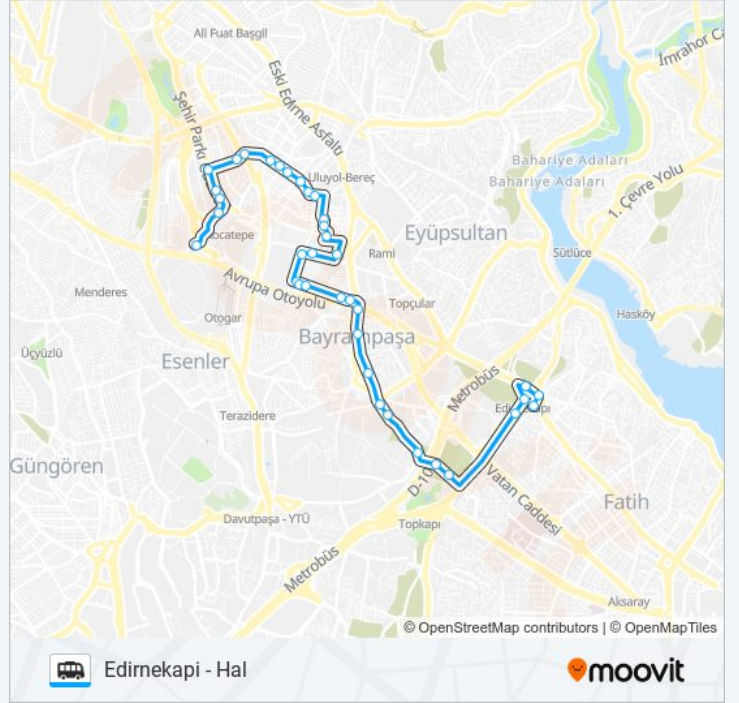 Ali Fuat Başgil
İmrahor Ca
Eski Edirne Asfaltı
Şehir Parkı
Uluyol-Bereç
Bahariye Adaları
Bahariye Adaları
1. Çevre Yolu
Kocatepe
Eyüpsultan
Rami
Sütlüce
Menderes
Avrupa Otoyolu
Topçular
Otogar
Hasköy
Bayrampaşa
Üçyüzlü
Esenler
Metrobüs
Edirnekapı
Terazidere
Güngören
D-10
Vatan Caddesi
Fatih
Davutpaşa - YTÜ
Topkapı
Metrobüs
Aksaray
© OpenStreetMap contributors | © OpenMapTiles
Edirnekapi - Hal
moovit